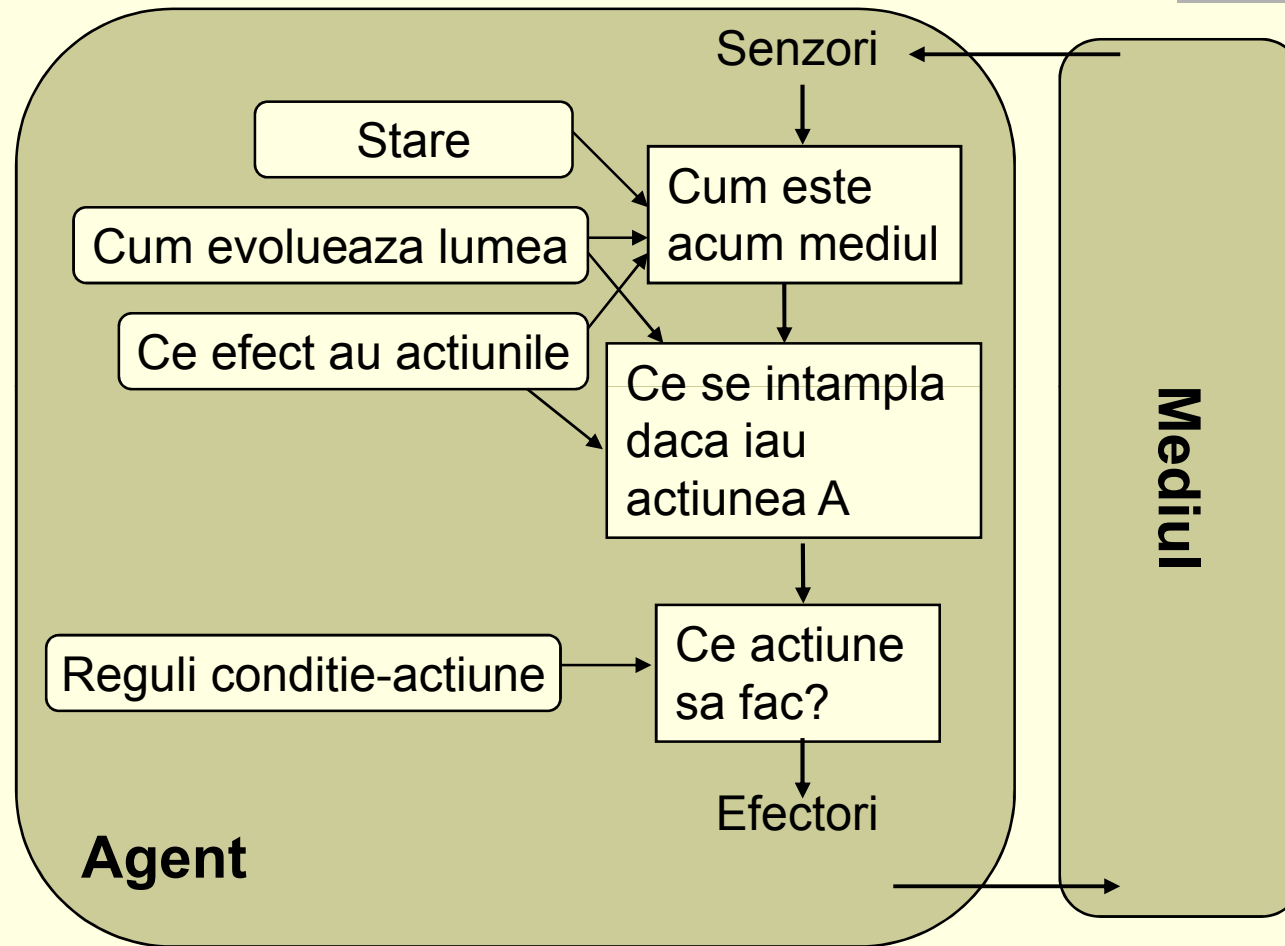 Senzori
Stare
Cum este
acum mediul
Cum evolueaza lumea
Ce efect au actiunile
Ce se intampla
daca iau
actiunea A
Mediul
Reguli conditie-actiune
Ce actiune
sa fac?
Efectori
Agent